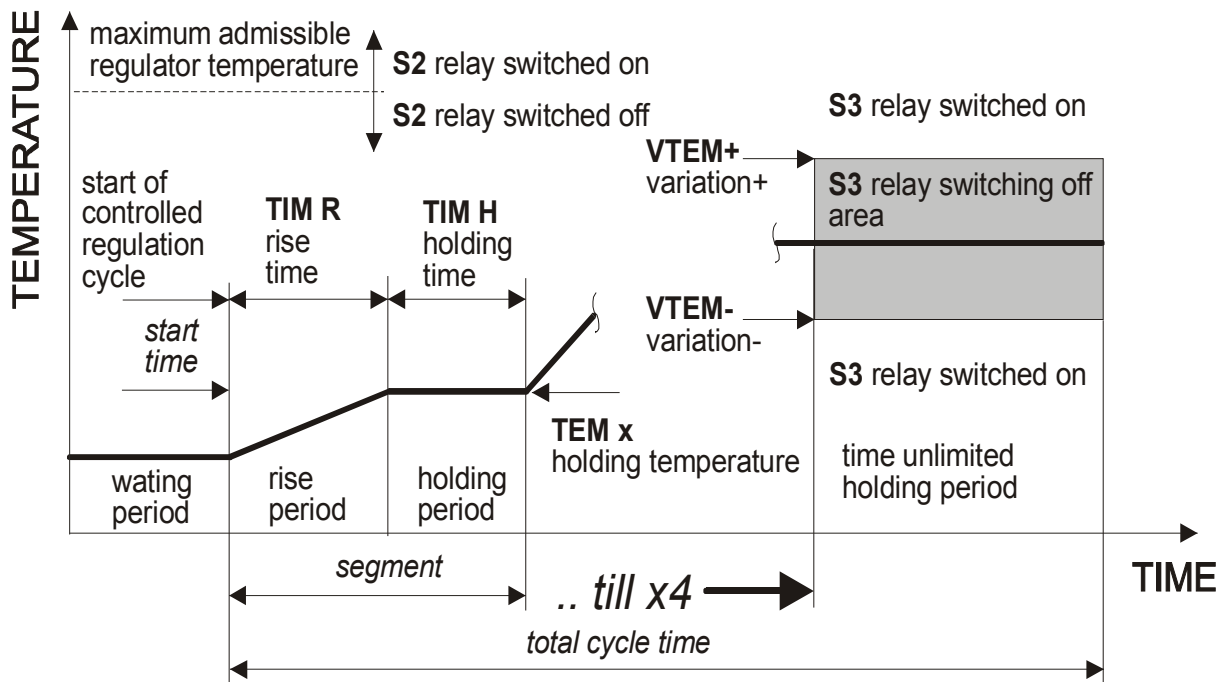 TEMPERATURE
maximum admissible
regulator temperature
S2 relay switched on
S2 relay switched off
S3 relay switched on
VTEM+
variation+
S3 relay switching off
area
start of
controlled
regulation
cycle
TIM R
rise
time
TIM H
holding
time
start
time
VTEM-
variation-
S3 relay switched on
TEM x
holding temperature
wating
period
rise
period
holding
period
time unlimited
holding period
segment
.. till x4
TIME
total cycle time